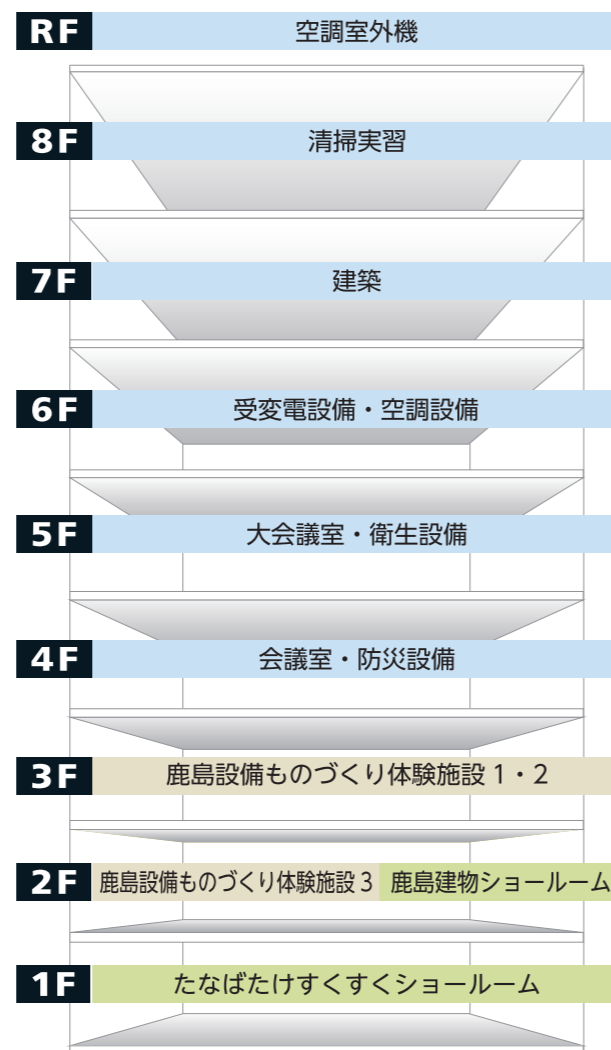 RF 空調室外機
8F 清掃実習
7F 建築
6F 受変電設備・空調設備
5F 大会議室・衛生設備
4F 会議室・防災設備
3F 鹿島設備ものづくり体験施設 1・2
2F 鹿島設備ものづくり体験施設 3 鹿島建物ショールーム
1F たなばたけすくすくショールーム